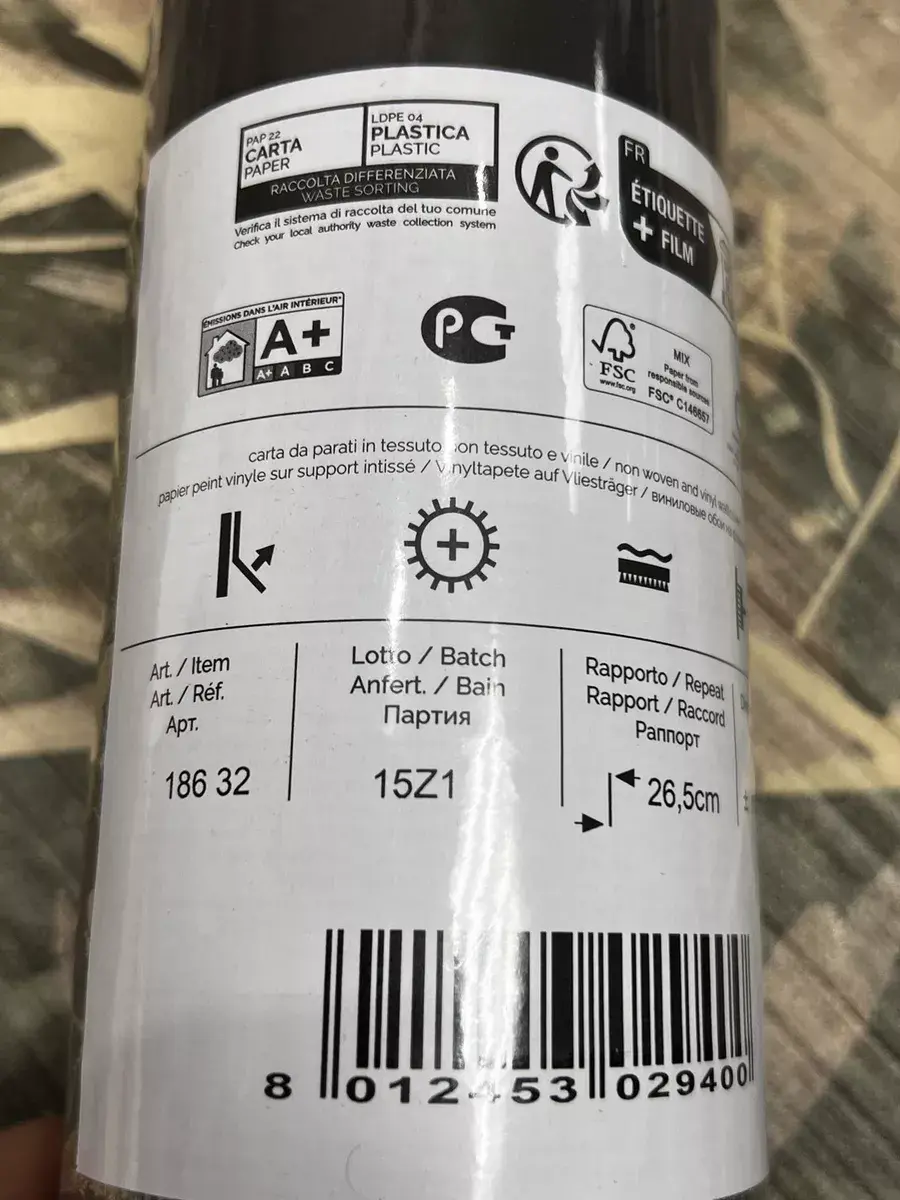 PAP 22
CARTA
PAPER
LDPE 04
PLASTICA
PLASTIC
RACCOLTA DIFFERENZIATA
WASTE SORTING
Verifica il sistema di raccolta del tuo comune
Check your local authority waste collection system
FR
ÉTIQUETTE
+ FILM
ÉMISSIONS DANS L'AIR INTÉRIEUR*
A+
A+ A B C
FSC
www.fsc.org
MIX
Paper from
responsible sources
FSC® C146657
carta da parati in tessuto non tessuto e vinile / non woven and vinyl
papier peint vinyle sur support intissé / Vinyltapete auf Vliesträger / виниловые обои
Art. / Item
Art. / Réf.
Арт.
186 32
Lotto / Batch
Anfert. / Bain
Партия
15Z1
Rapporto / Repeat
Rapport / Raccord
Раппорт
26,5cm
8 012453 029400